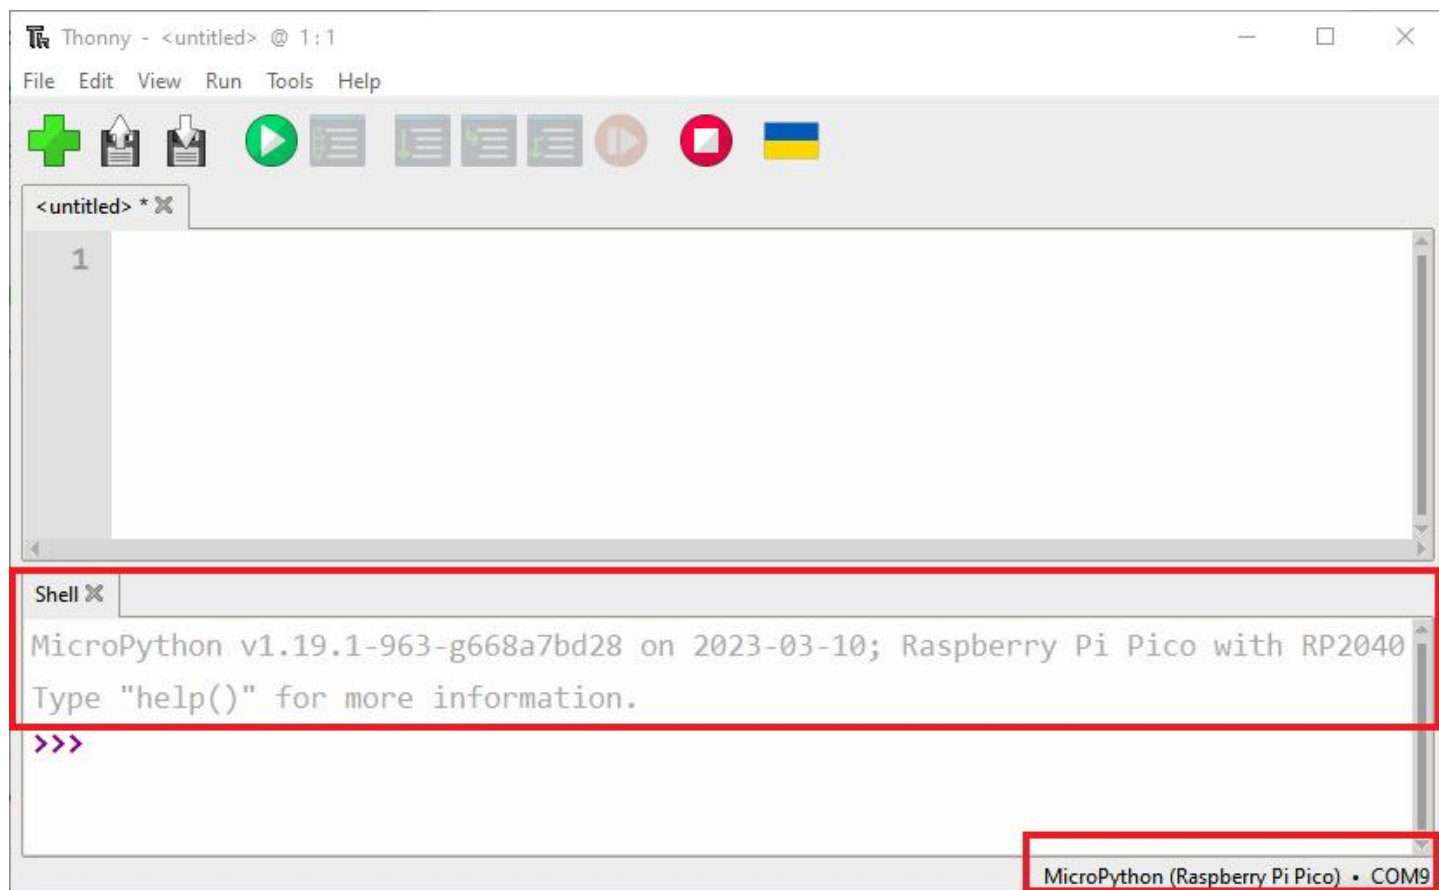 Thonny - <untitled> @ 1:1
File Edit View Run Tools Help
<untitled> *
1
Shell
MicroPython v1.19.1-963-g668a7bd28 on 2023-03-10; Raspberry Pi Pico with RP2040
Type "help()" for more information.
>>>
MicroPython (Raspberry Pi Pico) • COM9